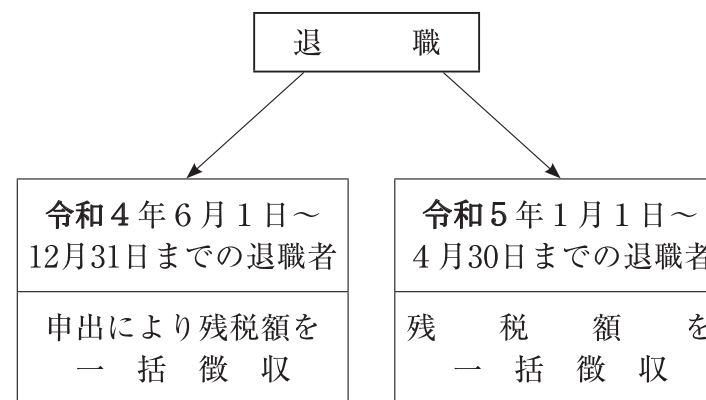 退職
令和４年６月１日～
12月31日までの退職者
申出により残税額を
一括徴収
令和５年１月１日～
４月30日までの退職者
残税額を
一括徴収